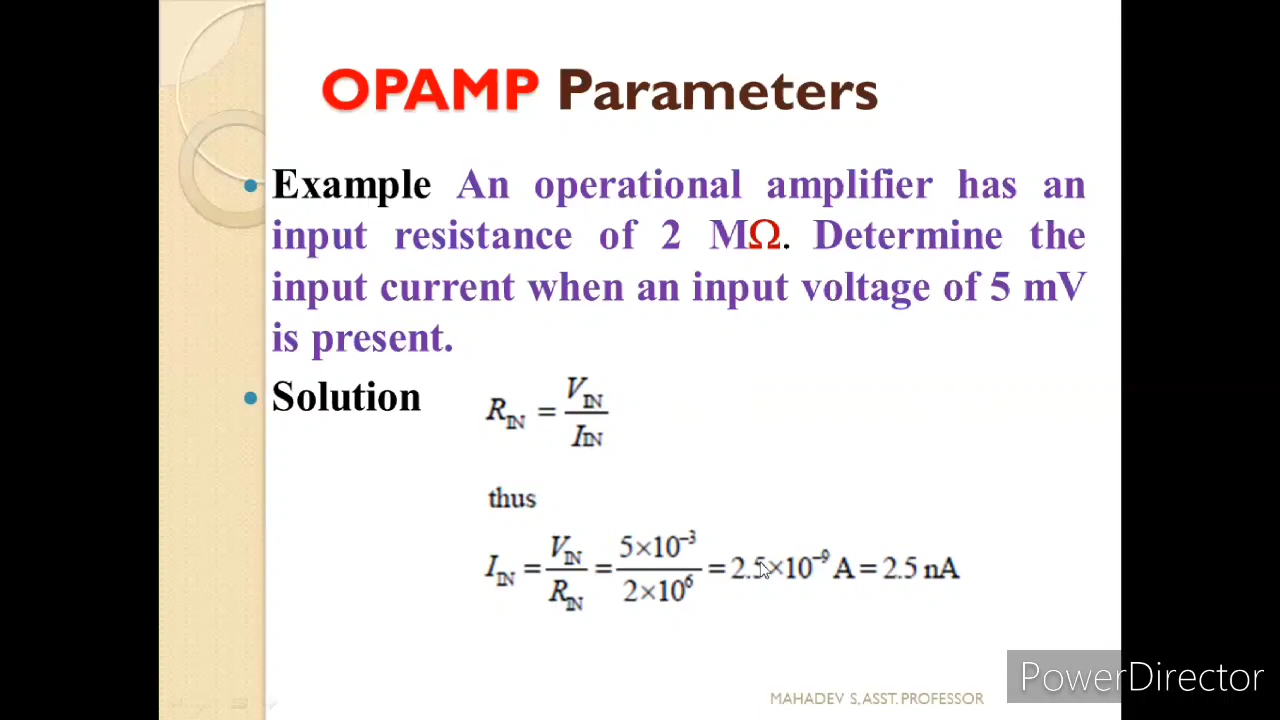 OPAMP Parameters
• Example An operational amplifier has an
input resistance of 2 MΩ. Determine the
input current when an input voltage of 5 mV
is present.
• Solution
R_IN = V_IN / I_IN
thus
I_IN = V_IN / R_IN = 5×10⁻³ / 2×10⁶ = 2.5×10⁻⁹ A = 2.5 nA
MAHADEV S, ASST. PROFESSOR
PowerDirector